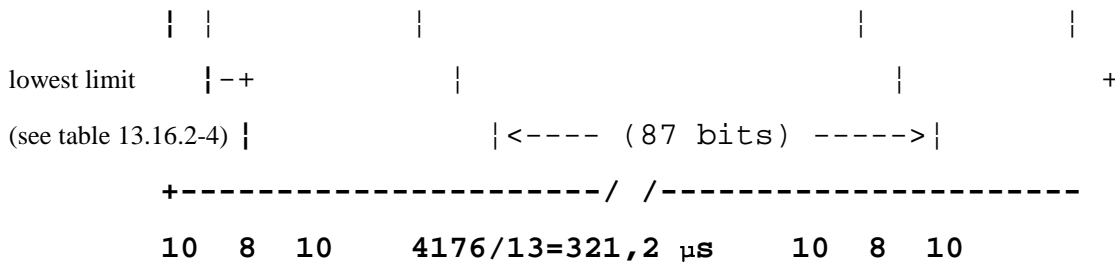 ¦ ¦ ¦ ¦ ¦
lowest limit ¦-+ ¦ ¦ +
(see table 13.16.2-4) ¦ ¦<---- (87 bits) ----->¦
+----------------------/ /----------------------
10 8 10 4176/13=321,2 µs 10 8 10